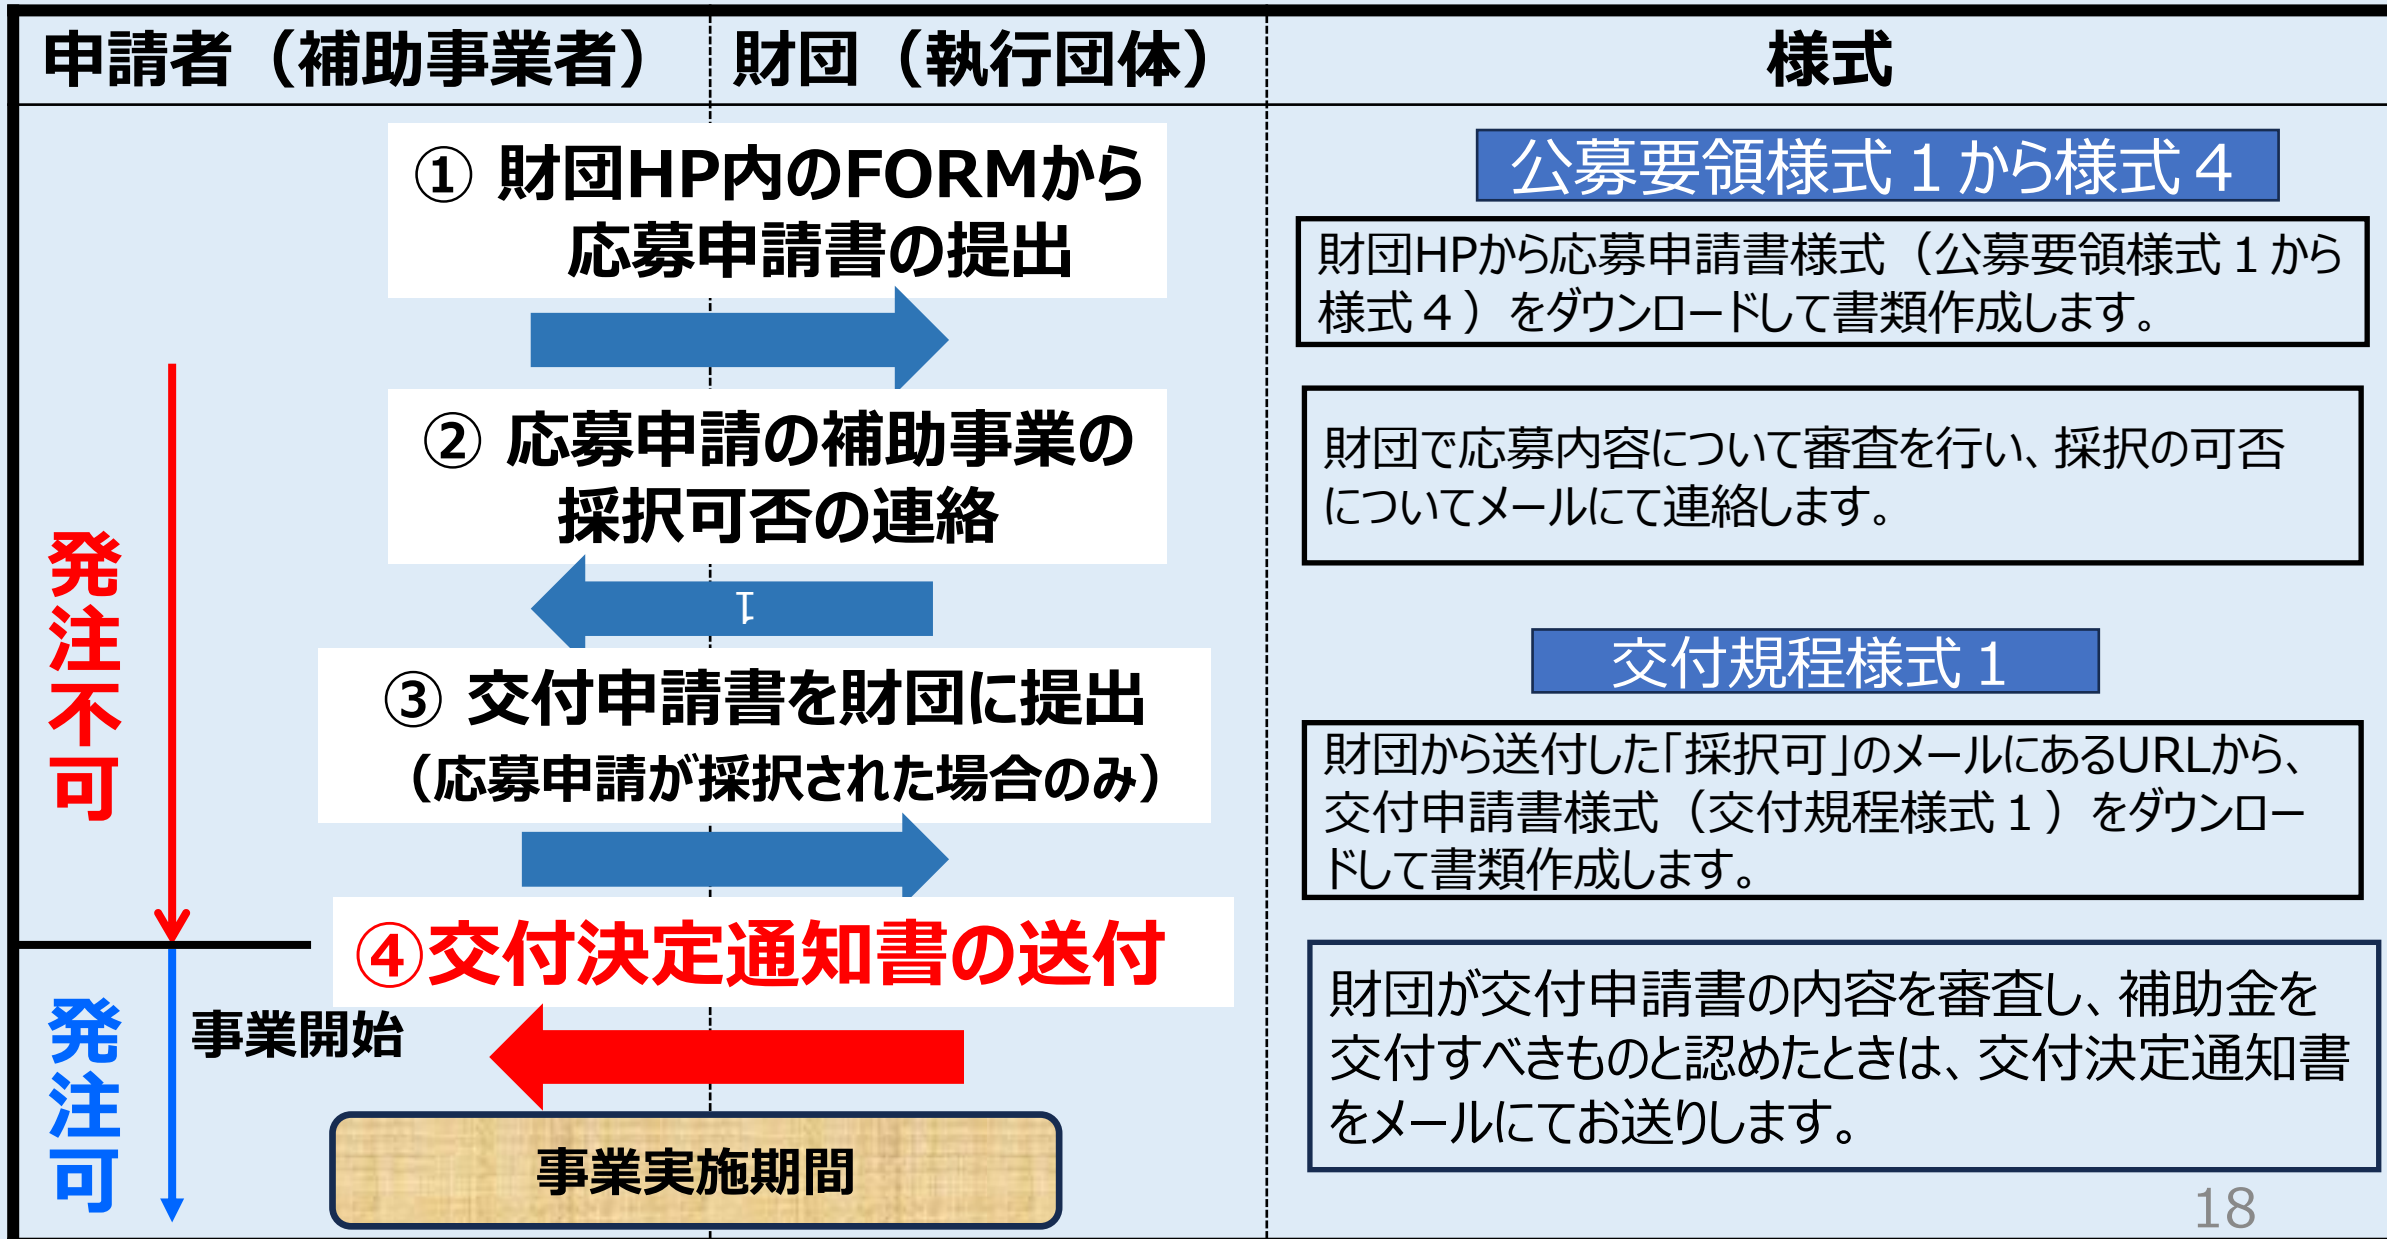 申請者（補助事業者）
財団（執行団体）
様式
① 財団HP内のFORMから
応募申請書の提出
公募要領様式１から様式４
財団HPから応募申請書様式（公募要領様式１から
様式４）をダウンロードして書類作成します。
② 応募申請の補助事業の
採択可否の連絡
財団で応募内容について審査を行い、採択の可否
についてメールにて連絡します。
1
発注不可
③ 交付申請書を財団に提出
（応募申請が採択された場合のみ）
交付規程様式１
財団から送付した「採択可」のメールにあるURLから、
交付申請書様式（交付規程様式１）をダウンロー
ドして書類作成します。
④交付決定通知書の送付
発注可
事業開始
財団が交付申請書の内容を審査し、補助金を
交付すべきものと認めたときは、交付決定通知書
をメールにてお送りします。
事業実施期間
18